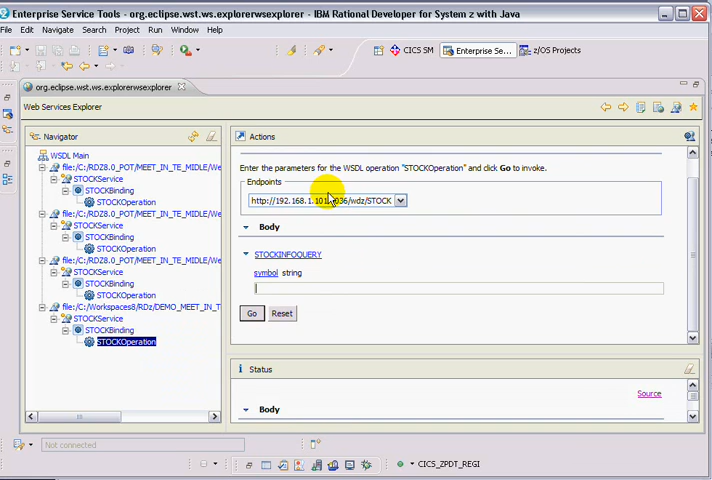 Enterprise Service Tools - org.eclipse.wst.ws.explorerwsexplorer - IBM Rational Developer for System z with Java
File Edit Navigate Search Project Run Window Help
CICS SM Enterprise Se... z/OS Projects
org.eclipse.wst.ws.explorerwsexplorer
Web Services Explorer
Navigator
WSDL Main
file:/C:/RDZ8.0_POT/MEET_IN_TE_MIDLE/We
STOCKService
STOCKBinding
STOCKOperation
file:/C:/RDZ8.0_POT/MEET_IN_TE_MIDLE/We
STOCKService
STOCKBinding
STOCKOperation
file:/C:/RDZ8.0_POT/MEET_IN_TE_MIDLE/We
STOCKService
STOCKBinding
STOCKOperation
file:/C:/Workspaces8/RDz/DEMO_MEET_IN_T
STOCKService
STOCKBinding
STOCKOperation
Actions
Enter the parameters for the WSDL operation "STOCKOperation" and click Go to invoke.
Endpoints
036/wdz/STOCK
Body
STOCKINFOQUERY
symbol string
Go Reset
Status
Source
Body
Not connected
CICS_ZPDT_REGI